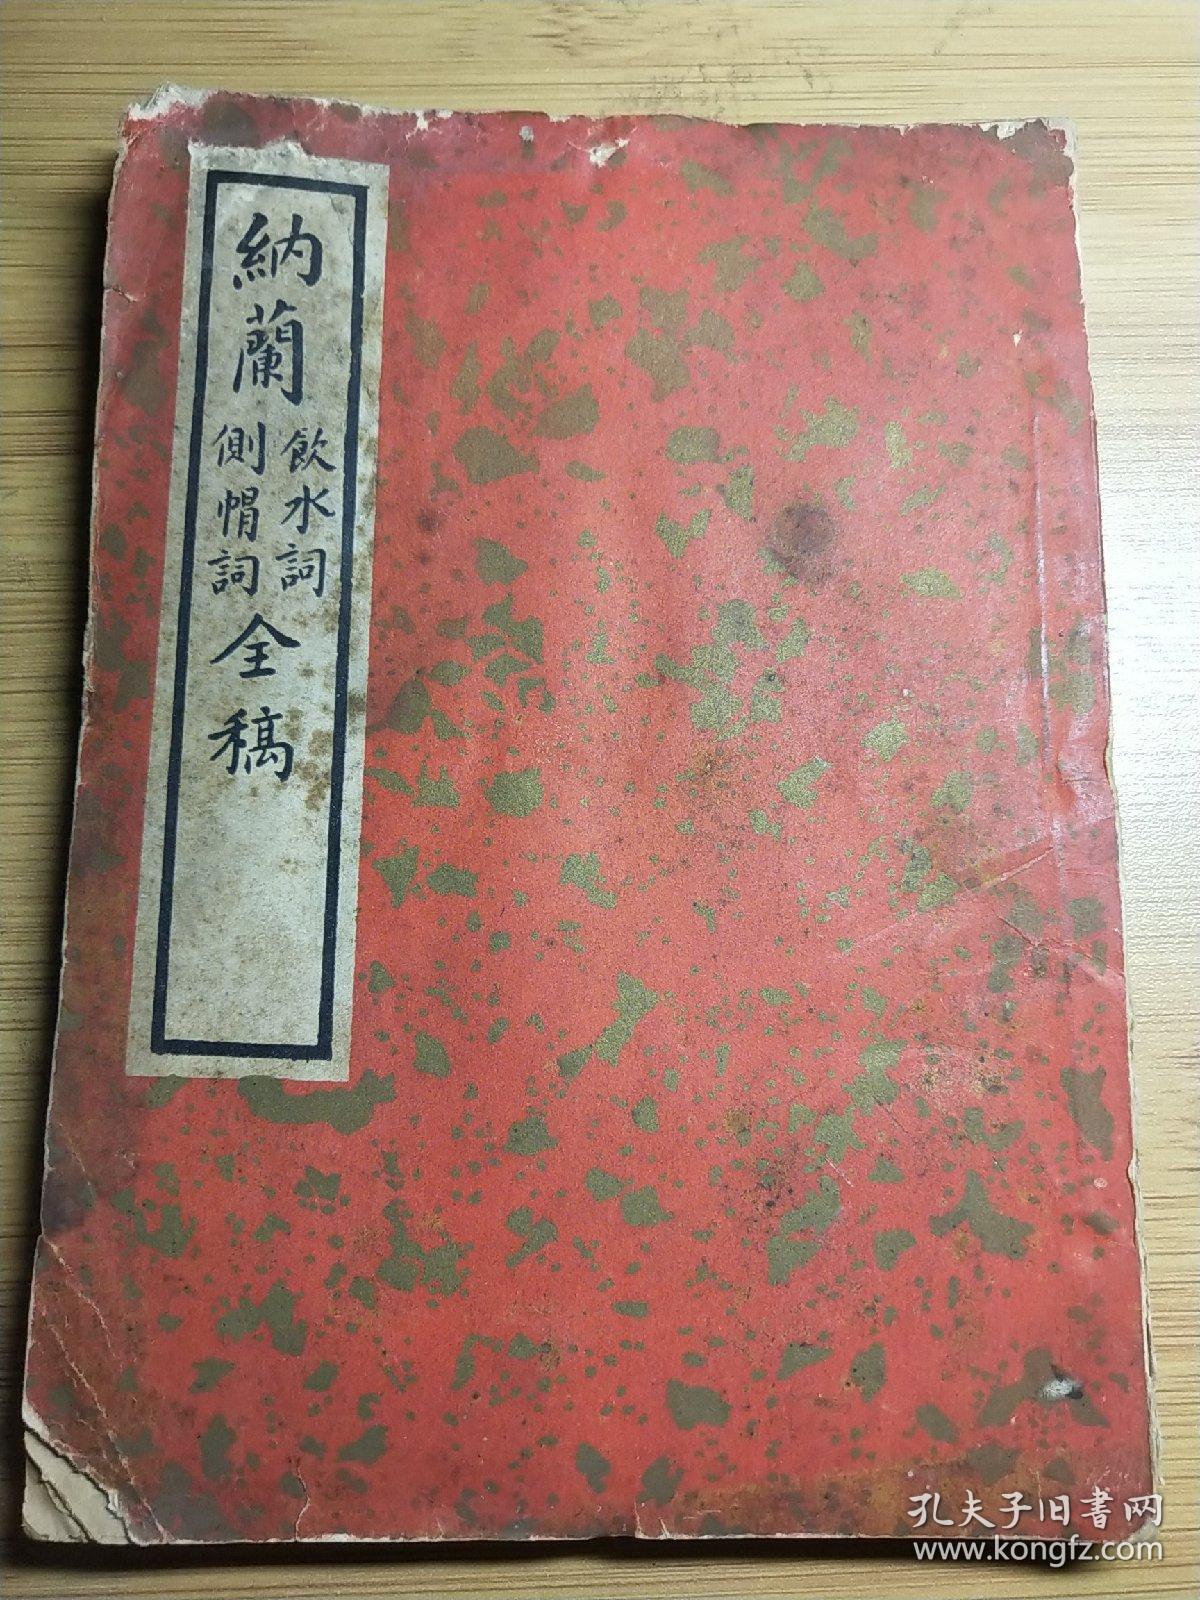 納蘭
飲水詞
側帽詞
全稿
孔夫子旧書网
www.kongfz.com